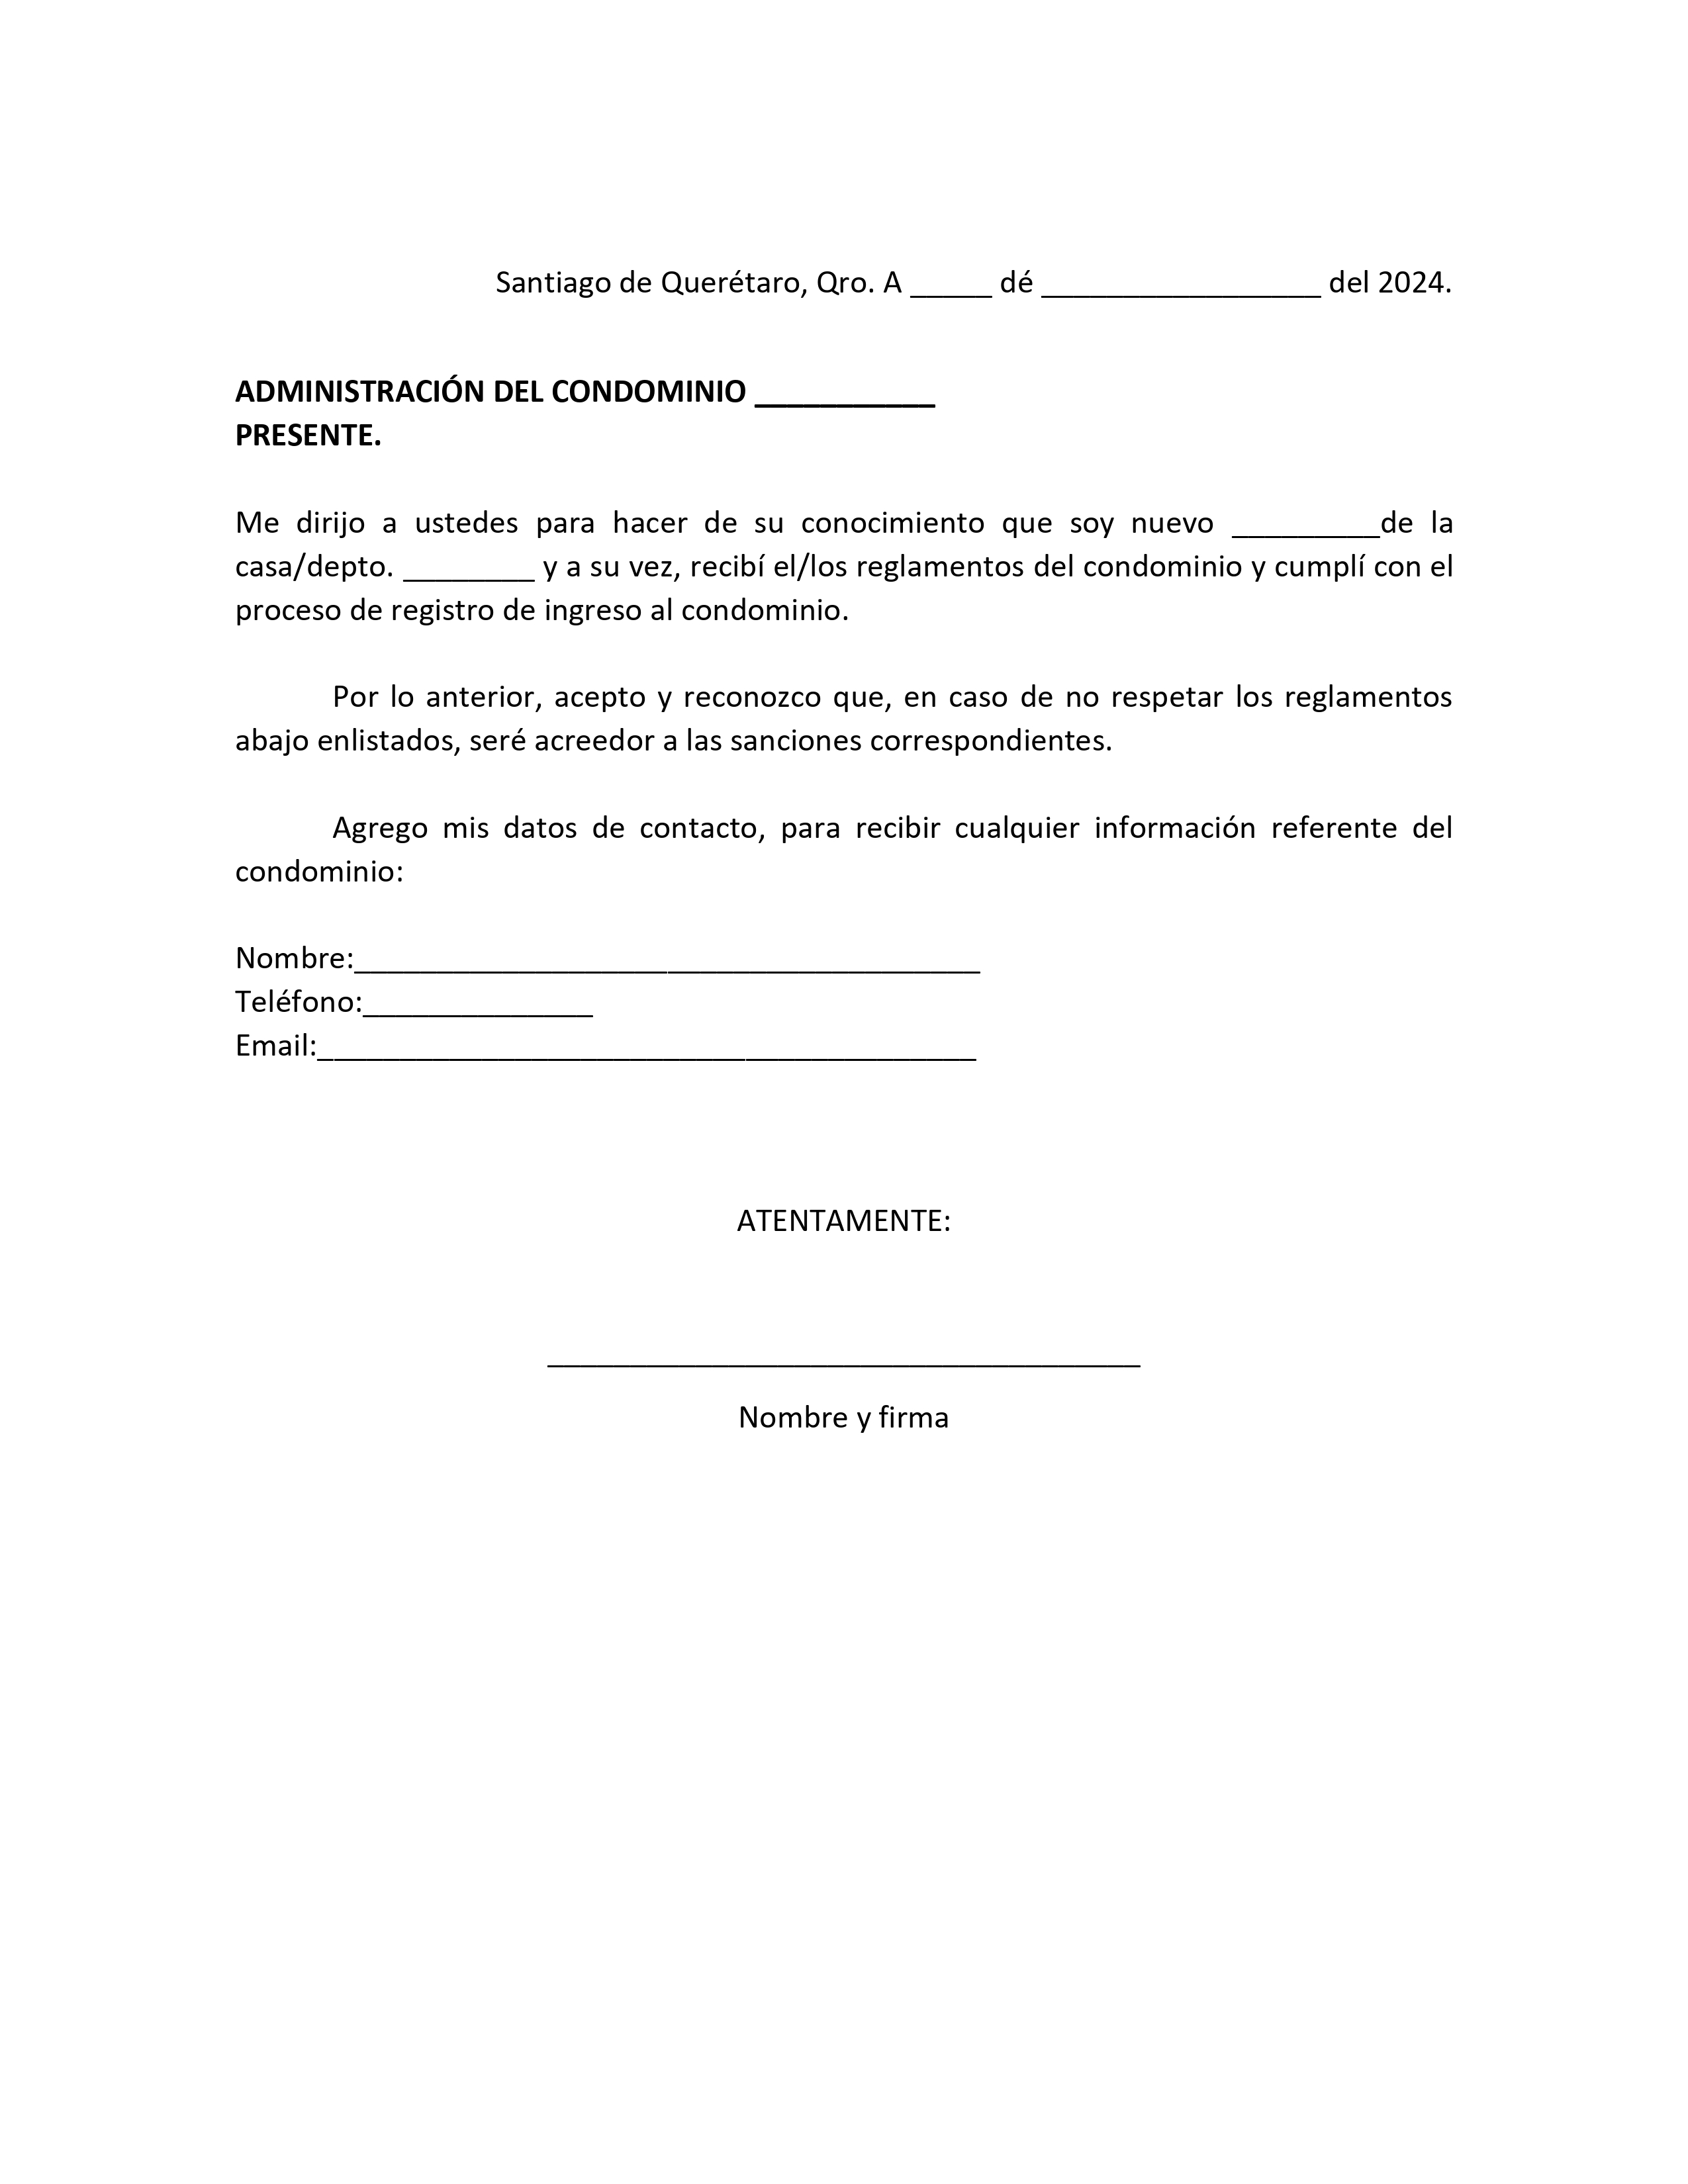 Santiago de Querétaro, Qro. A _____ dé _________________ del 2024.
ADMINISTRACIÓN DEL CONDOMINIO ___________
PRESENTE.
Me dirijo a ustedes para hacer de su conocimiento que soy nuevo _________de la
casa/depto. ________ y a su vez, recibí el/los reglamentos del condominio y cumplí con el
proceso de registro de ingreso al condominio.
Por lo anterior, acepto y reconozco que, en caso de no respetar los reglamentos
abajo enlistados, seré acreedor a las sanciones correspondientes.
Agrego mis datos de contacto, para recibir cualquier información referente del
condominio:
Nombre:______________________________________
Teléfono:______________
Email:________________________________________
ATENTAMENTE:
____________________________________
Nombre y firma